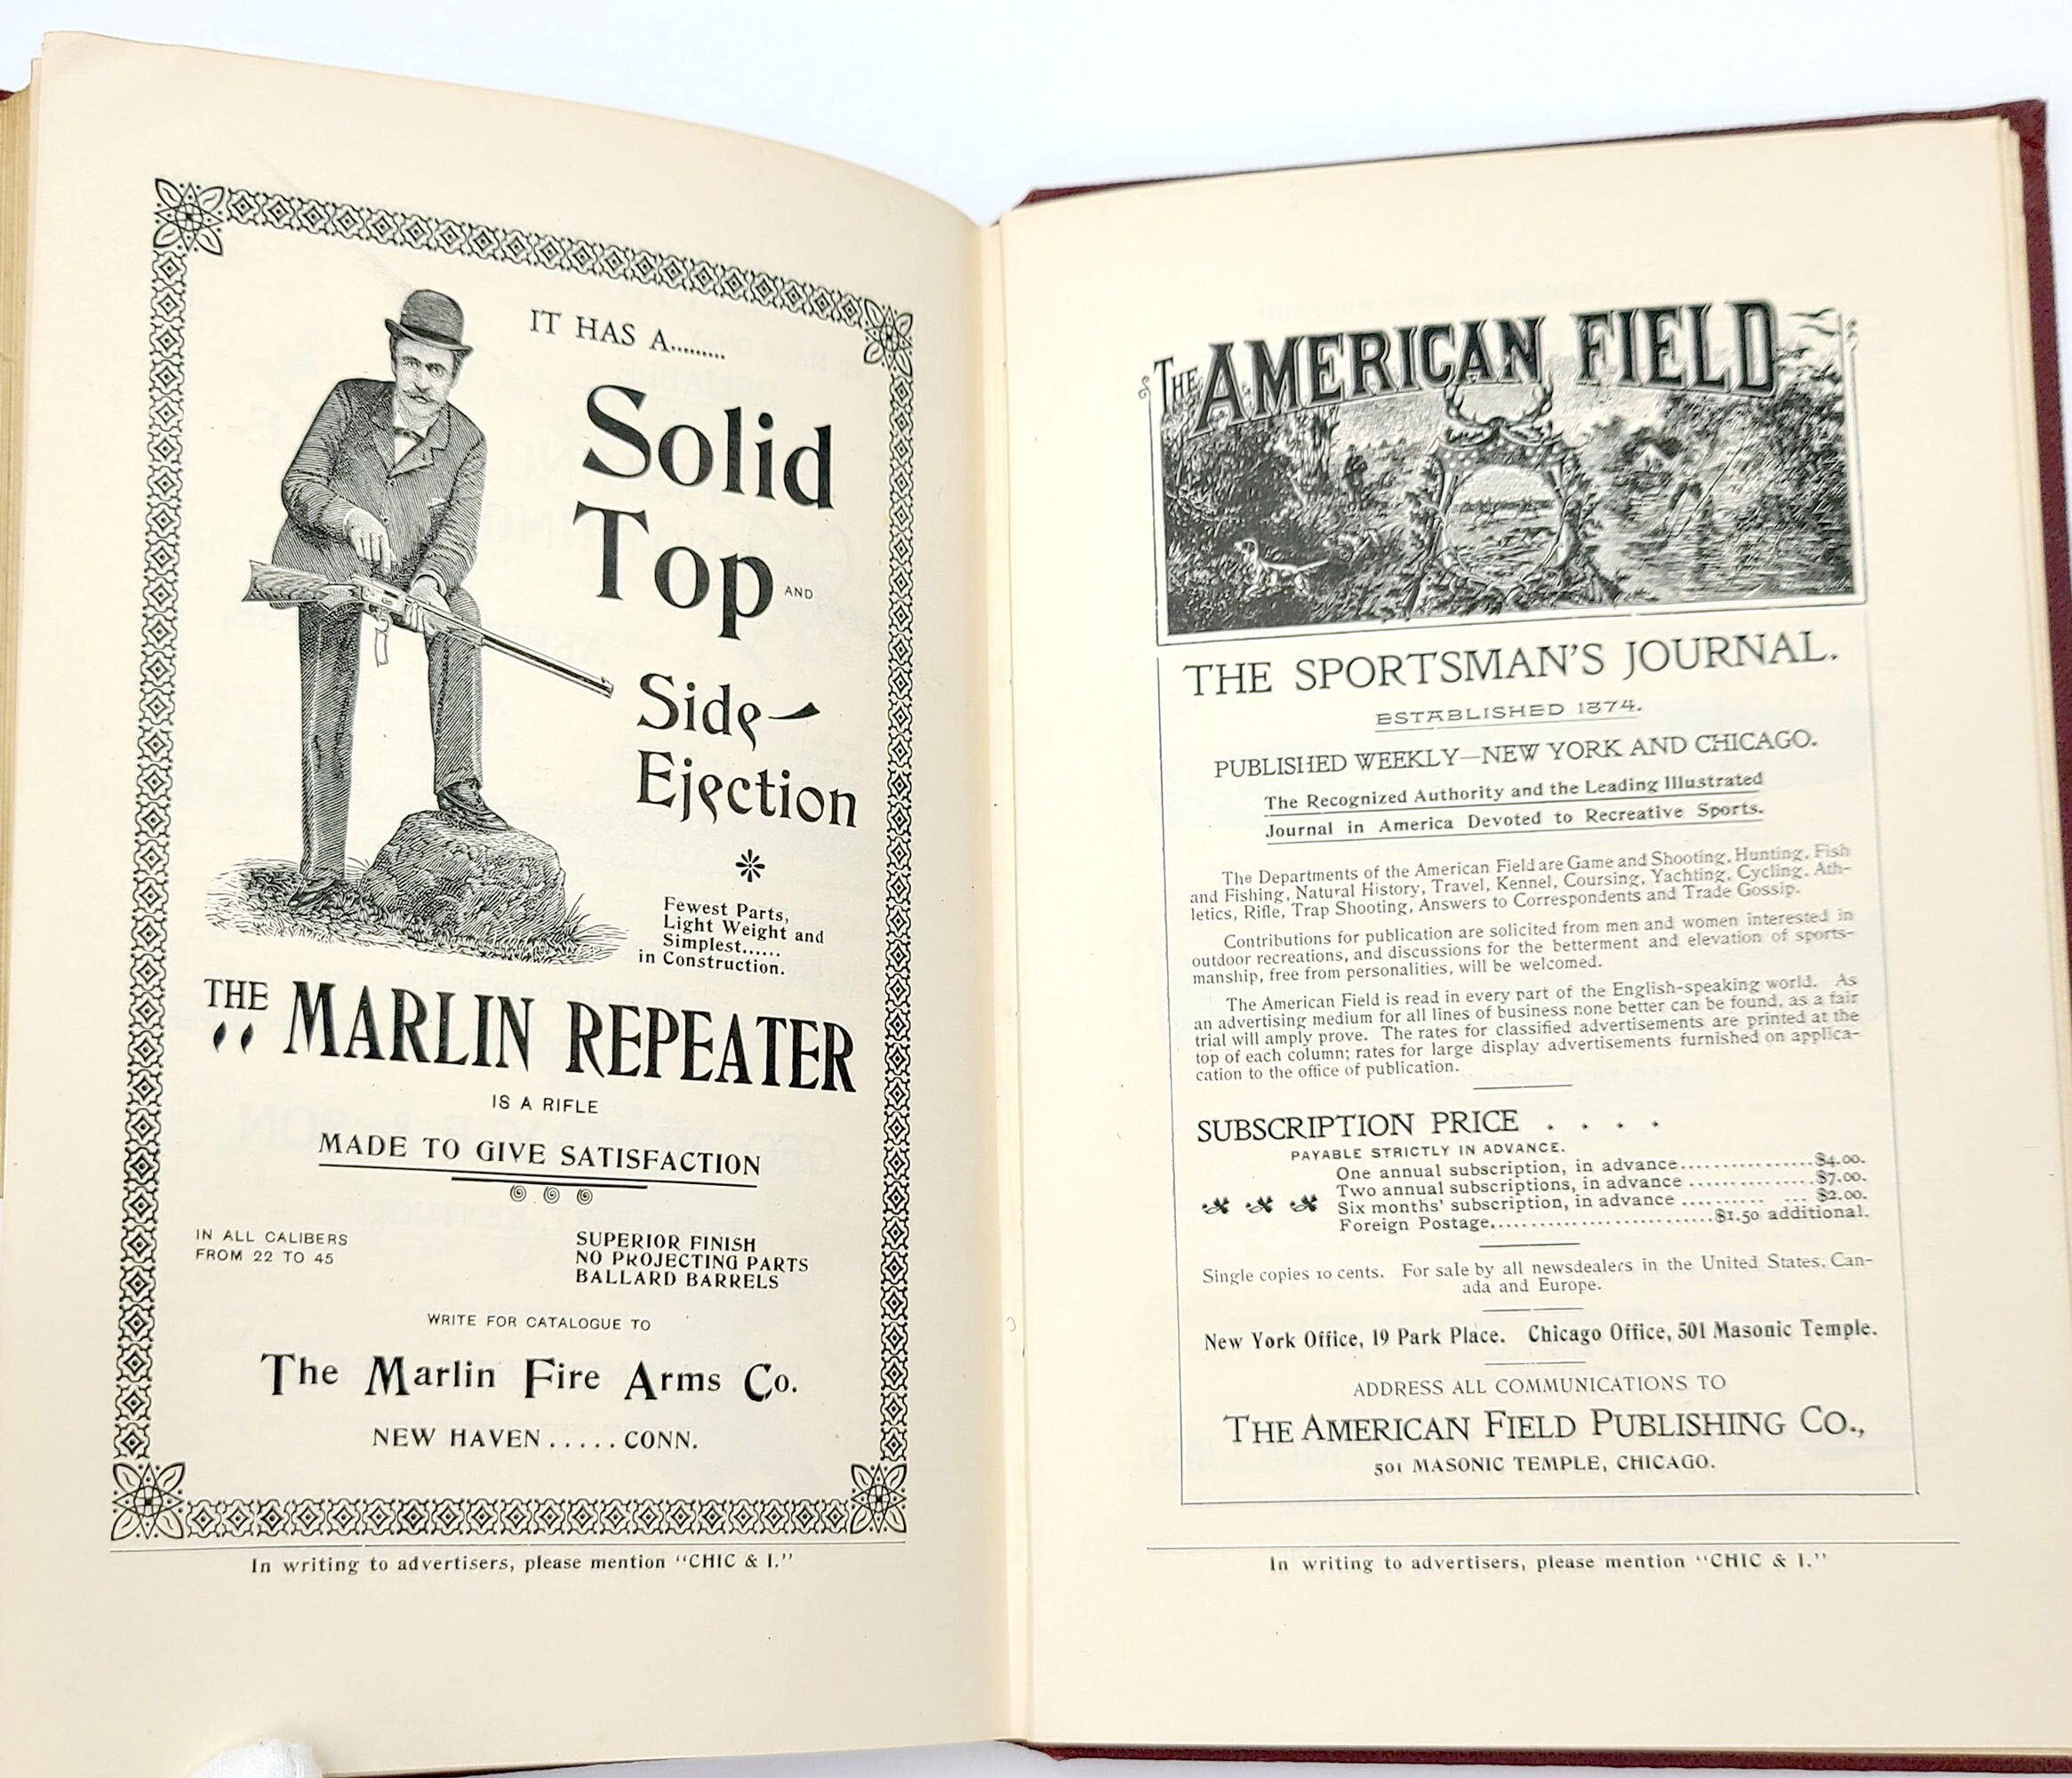 IT HAS A.........
Solid
Top AND
Side
Ejection
Fewest Parts,
Light Weight and
Simplest.......
in Construction.
THE MARLIN REPEATER
IS A RIFLE
MADE TO GIVE SATISFACTION
IN ALL CALIBERS
FROM 22 TO 45
SUPERIOR FINISH
NO PROJECTING PARTS
BALLARD BARRELS
WRITE FOR CATALOGUE TO
The Marlin Fire Arms Co.
NEW HAVEN.....CONN.
In writing to advertisers, please mention "CHIC & I."
THE AMERICAN FIELD
THE SPORTSMAN'S JOURNAL.
ESTABLISHED 1874.
PUBLISHED WEEKLY—NEW YORK AND CHICAGO.
The Recognized Authority and the Leading Illustrated
Journal in America Devoted to Recreative Sports.
The Departments of the American Field are Game and Shooting, Hunting, Fish
and Fishing, Natural History, Travel, Kennel, Coursing, Yachting, Cycling, Ath-
letics, Rifle, Trap Shooting, Answers to Correspondents and Trade Gossip.
Contributions for publication are solicited from men and women interested in
outdoor recreations, and discussions for the betterment and elevation of sports-
manship, free from personalities, will be welcomed.
The American Field is read in every part of the English-speaking world. As
an advertising medium for all lines of business none better can be found, as a fair
trial will amply prove. The rates for classified advertisements are printed at the
top of each column; rates for large display advertisements furnished on applica-
cation to the office of publication.
SUBSCRIPTION PRICE . . . .
PAYABLE STRICTLY IN ADVANCE.
One annual subscription, in advance................$4.00.
Two annual subscriptions, in advance ...............$7.00.
Six months' subscription, in advance .......... ... $2.00.
Foreign Postage...........................$1.50 additional.
Single copies 10 cents. For sale by all newsdealers in the United States, Can-
ada and Europe.
New York Office, 19 Park Place. Chicago Office, 501 Masonic Temple.
ADDRESS ALL COMMUNICATIONS TO
THE AMERICAN FIELD PUBLISHING CO.,
501 MASONIC TEMPLE, CHICAGO.
In writing to advertisers, please mention "CHIC & I."